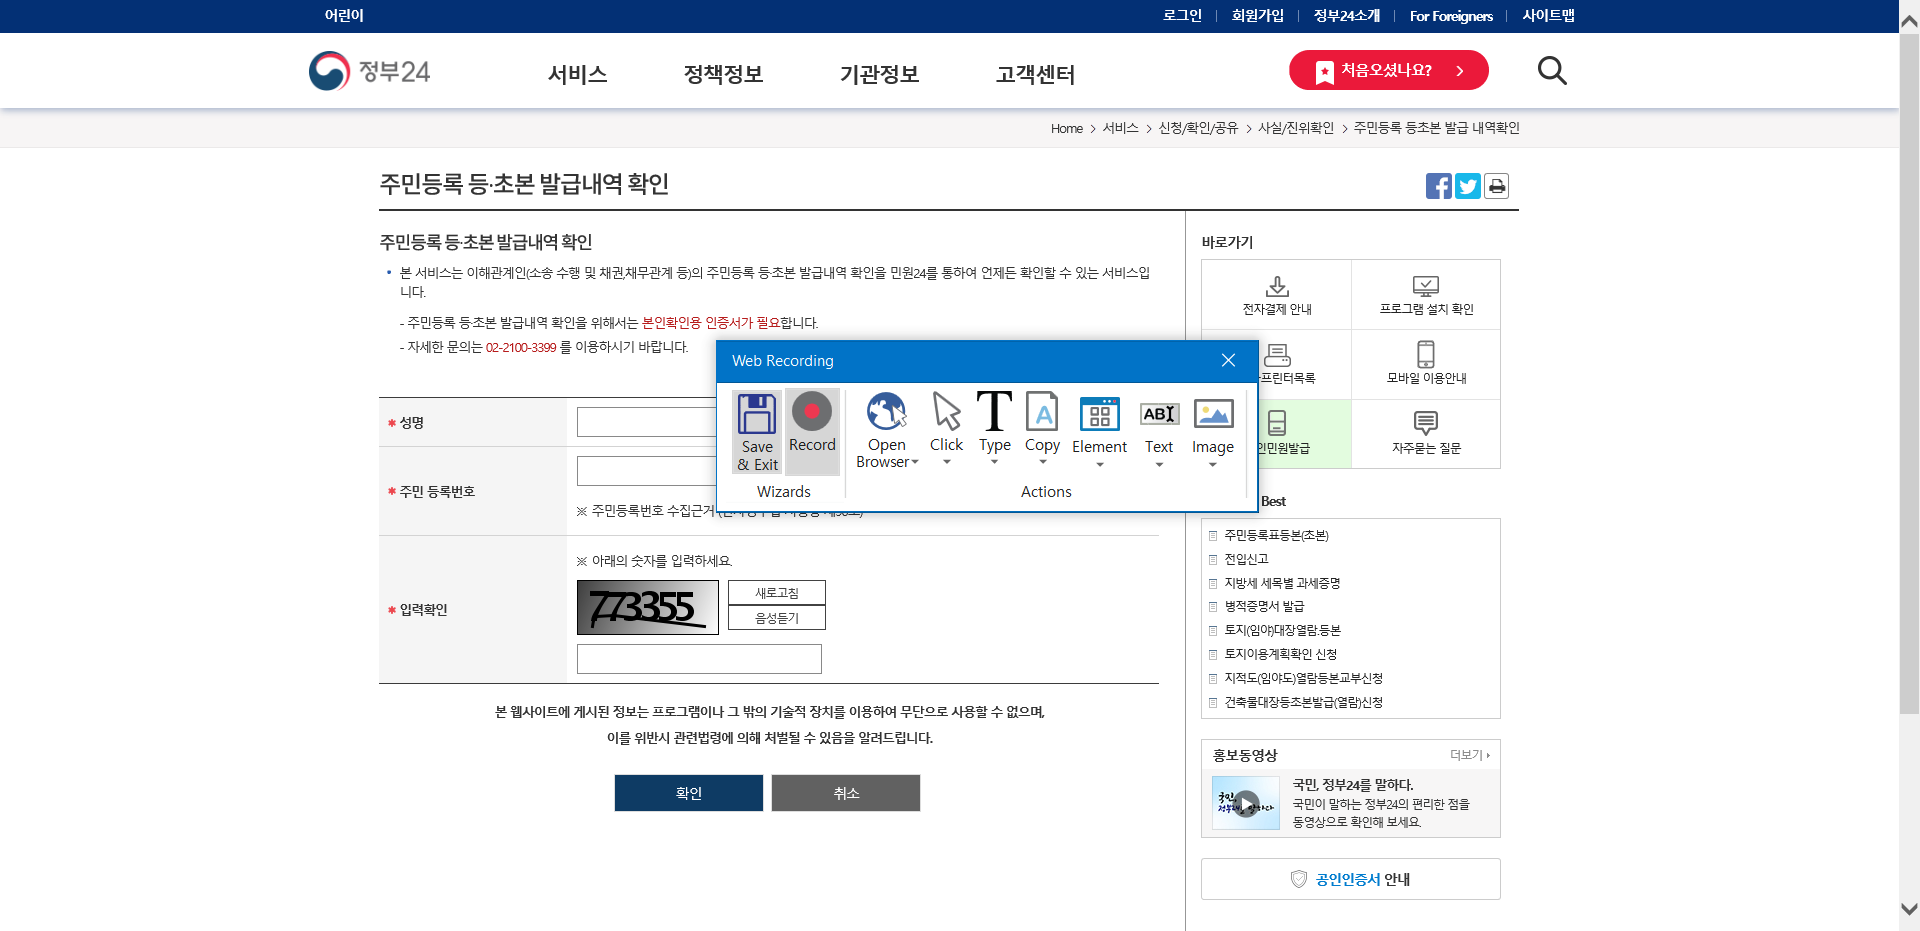 어린이
로그인 회원가입 정부24소개 For Foreigners 사이트맵
정부24
서비스 정책정보 기관정보 고객센터
처음오셨나요?
Home > 서비스 > 신청/확인/공유 > 사실/진위확인 > 주민등록 등초본 발급 내역확인
주민등록 등·초본 발급내역 확인
주민등록 등·초본 발급내역 확인
본 서비스는 이해관계인(소송 수행 및 채권,채무관계 등)의 주민등록 등·초본 발급내역 확인을 민원24를 통하여 언제든 확인할 수 있는 서비스입
니다.
- 주민등록 등·초본 발급내역 확인을 위해서는 본인확인용 인증서가 필요합니다.
- 자세한 문의는 02-2100-3399 를 이용하시기 바랍니다.
Web Recording
Save
& Exit
Record
Wizards
Open
Browser
Click
Type
Copy
Element
Text
Image
Actions
* 성명
* 주민 등록번호
※ 주민등록번호 수집근거
* 입력확인
※ 아래의 숫자를 입력하세요.
773355
새로고침
음성듣기
본 웹사이트에 게시된 정보는 프로그램이나 그 밖의 기술적 장치를 이용하여 무단으로 사용할 수 없으며,
이를 위반시 관련법령에 의해 처벌될 수 있음을 알려드립니다.
확인
취소
바로가기
전자결제 안내
프로그램 설치 확인
프린터목록
모바일 이용안내
인민원발급
자주묻는 질문
Best
주민등록표등본(초본)
전입신고
지방세 세목별 과세증명
병적증명서 발급
토지(임야)대장열람.등본
토지이용계획확인 신청
지적도(임야도)열람등본교부신청
건축물대장등초본발급(열람)신청
홍보동영상
더보기
국민, 정부24를 말하다.
국민이 말하는 정부24의 편리한 점을
동영상으로 확인해 보세요.
공인인증서 안내